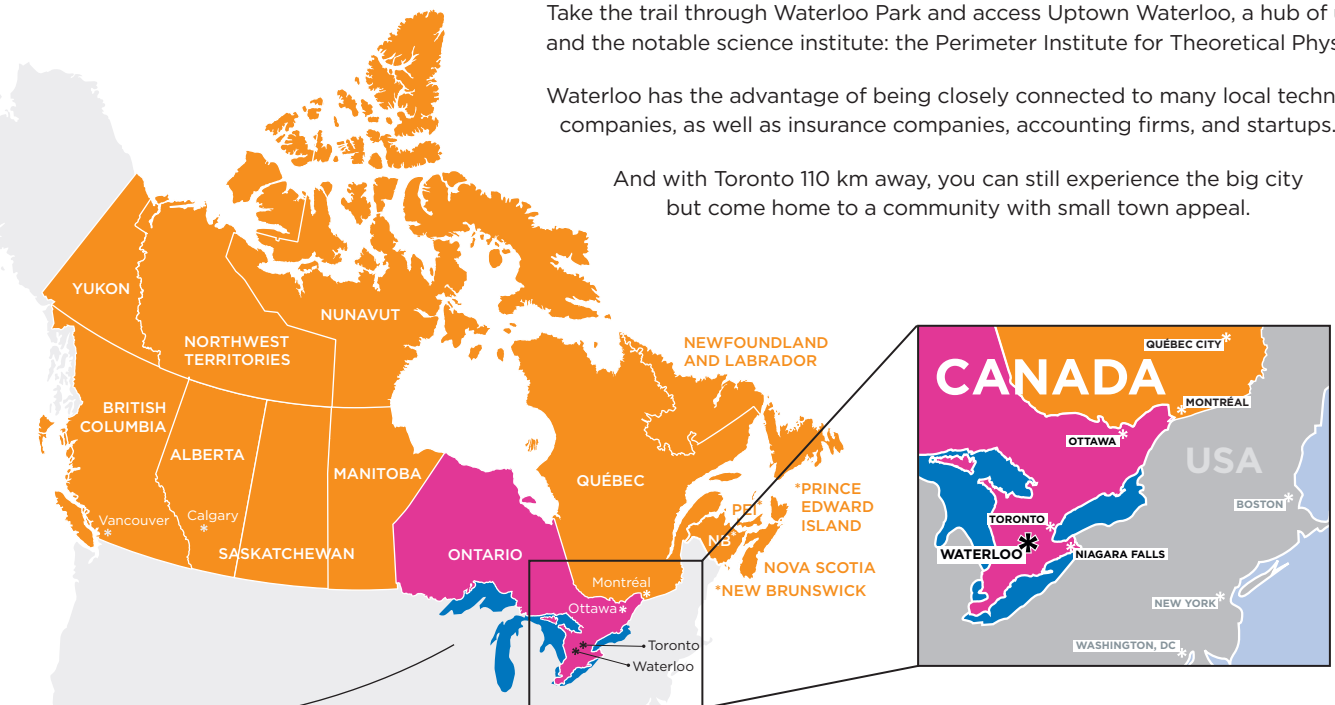 Take the trail through Waterloo Park and access Uptown Waterloo, a hub of
and the notable science institute: the Perimeter Institute for Theoretical
Waterloo has the advantage of being closely connected to many local
companies, as well as insurance companies, accounting firms, and startups.
And with Toronto 110 km away, you can still experience the big city
but come home to a community with small town appeal.
YUKON
NUNAVUT
NORTHWEST
TERRITORIES
NEWFOUNDLAND
AND LABRADOR
BRITISH
COLUMBIA
ALBERTA
MANITOBA
QUÉBEC
*PRINCE
EDWARD
ISLAND
PEI*
Vancouver
*
Calgary
*
NB*
SASKATCHEWAN
ONTARIO
NOVA SCOTIA
*NEW BRUNSWICK
Montréal
*
Ottawa*
* Toronto
* Waterloo
CANADA
QUÉBEC CITY*
*MONTRÉAL
OTTAWA*
USA
BOSTON*
TORONTO*
WATERLOO*
*NIAGARA FALLS
NEW YORK*
WASHINGTON, DC*